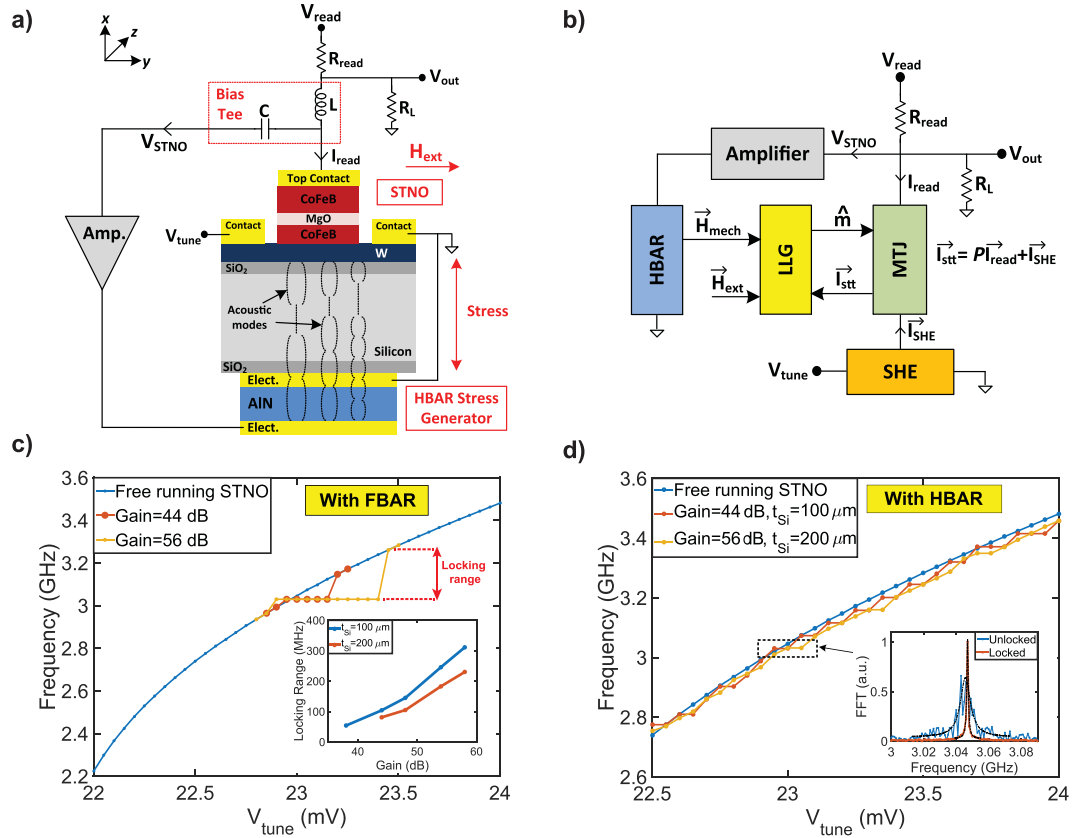 a)
x
z
y
V_read
R_read
V_out
Bias
Tee
C
L
R_L
V_STNO
I_read
H_ext
Top Contact
STNO
CoFeB
MgO
CoFeB
Contact
Contact
V_tune
Amp.
W
SiO₂
Acoustic
modes
Stress
Silicon
SiO₂
Elect.
AlN
HBAR Stress
Generator
Elect.
b)
V_read
R_read
Amplifier
V_STNO
V_out
I_read
R_L
HBAR
H_mech
LLG
m̂
MTJ
I_stt = PI_read+I_SHE
H_ext
I_stt
I_SHE
V_tune
SHE
c)
3.6
3.4
3.2
3.0
2.8
2.6
2.4
2.2
Frequency (GHz)
Free running STNO
Gain=44 dB
Gain=56 dB
With FBAR
Locking
range
400
300
200
100
0
Locking Range (MHz)
t_Si=100 μm
t_Si=200 μm
40 50 60
Gain (dB)
22 22.5 23 23.5 24
V_tune (mV)
d)
3.6
3.4
3.2
3.0
2.8
2.6
Frequency (GHz)
Free running STNO
Gain=44 dB, t_Si=100 μm
Gain=56 dB, t_Si=200 μm
With HBAR
1
0.5
0
FFT (a.u.)
Unlocked
Locked
3 3.02 3.04 3.06 3.08
Frequency (GHz)
22.5 23 23.5 24
V_tune (mV)